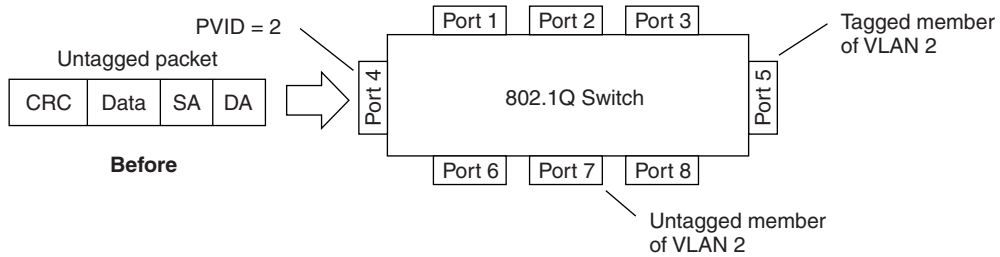 PVID = 2
Port 1
Port 2
Port 3
Tagged member
of VLAN 2
Untagged packet
CRC
Data
SA
DA
Port 4
802.1Q Switch
Port 5
Before
Port 6
Port 7
Port 8
Untagged member
of VLAN 2